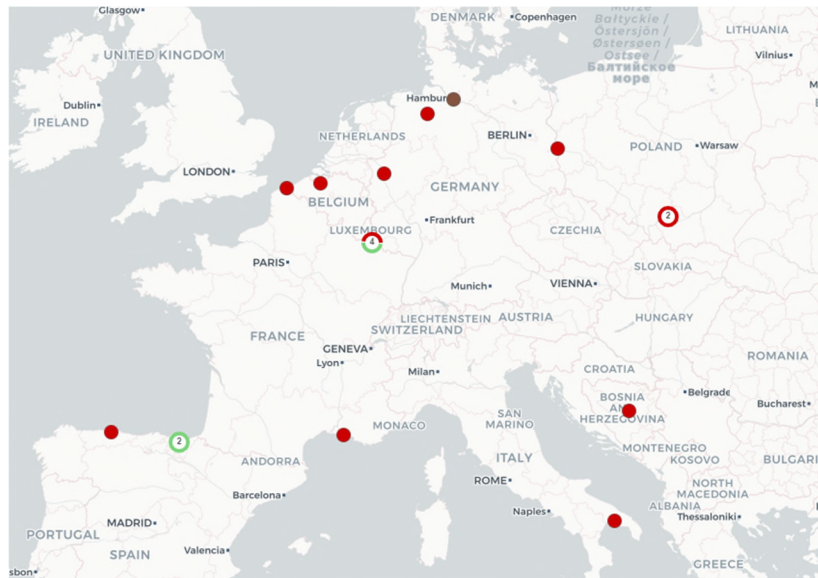 Glasgow
DENMARK
Copenhagen
Bałtyckie /
Östersjön /
Østersøen /
Ostsee /
Балтийское
море
LITHUANIA
Vilnius
UNITED KINGDOM
Dublin
IRELAND
Hambur
NETHERLANDS
BERLIN
POLAND
Warsaw
LONDON
BELGIUM
GERMANY
LUXEMBOURG
Frankfurt
CZECHIA
2
4
PARIS
SLOVAKIA
Munich
VIENNA
LIECHTENSTEIN
AUSTRIA
HUNGARY
SWITZERLAND
FRANCE
GENEVA
Lyon
Milan
CROATIA
ROMANIA
BOSNIA
AND
HERZEGOVINA
Belgrade
Bucharest
MONACO
SAN
MARINO
2
ANDORRA
ITALY
MONTENEGRO
KOSOVO
BULGARI
ROME
NORTH
MACEDONIA
Barcelona
ALBANIA
Naples
Thessaloniki
MADRID
PORTUGAL
SPAIN
Valencia
GREECE
sbon